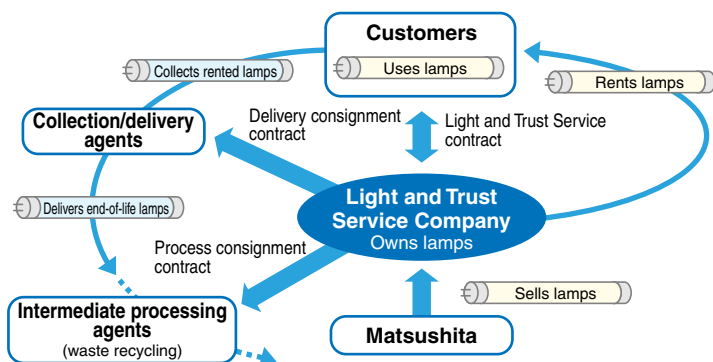 Customers
Uses lamps
Collects rented lamps
Rents lamps
Collection/delivery
agents
Delivery consignment
contract
Light and Trust Service
contract
Delivers end-of-life lamps
Light and Trust
Service Company
Owns lamps
Process consignment
contract
Intermediate processing
agents
(waste recycling)
Sells lamps
Matsushita